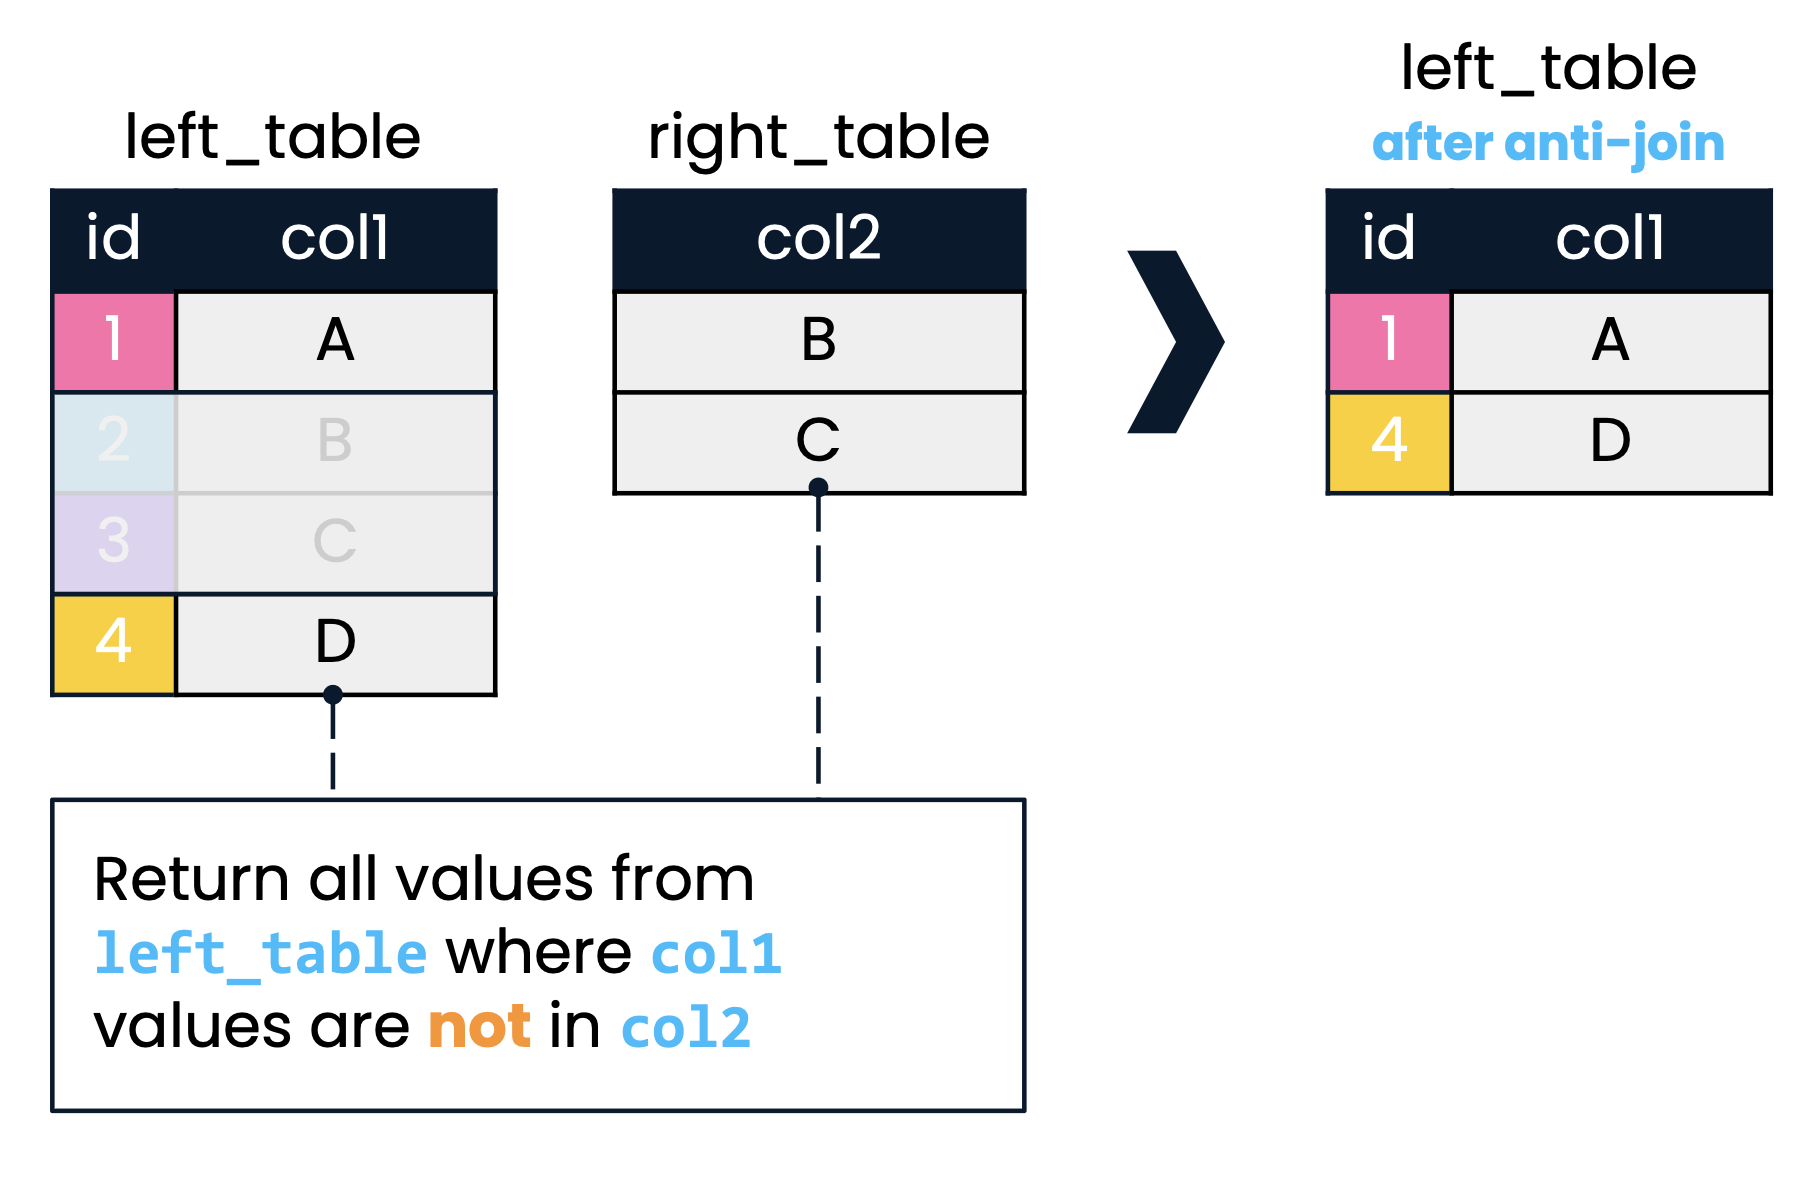 left_table
id col1
1 A
2 B
3 C
4 D
right_table
col2
B
C
left_table
after anti-join
id col1
1 A
4 D
Return all values from
left_table where col1
values are not in col2